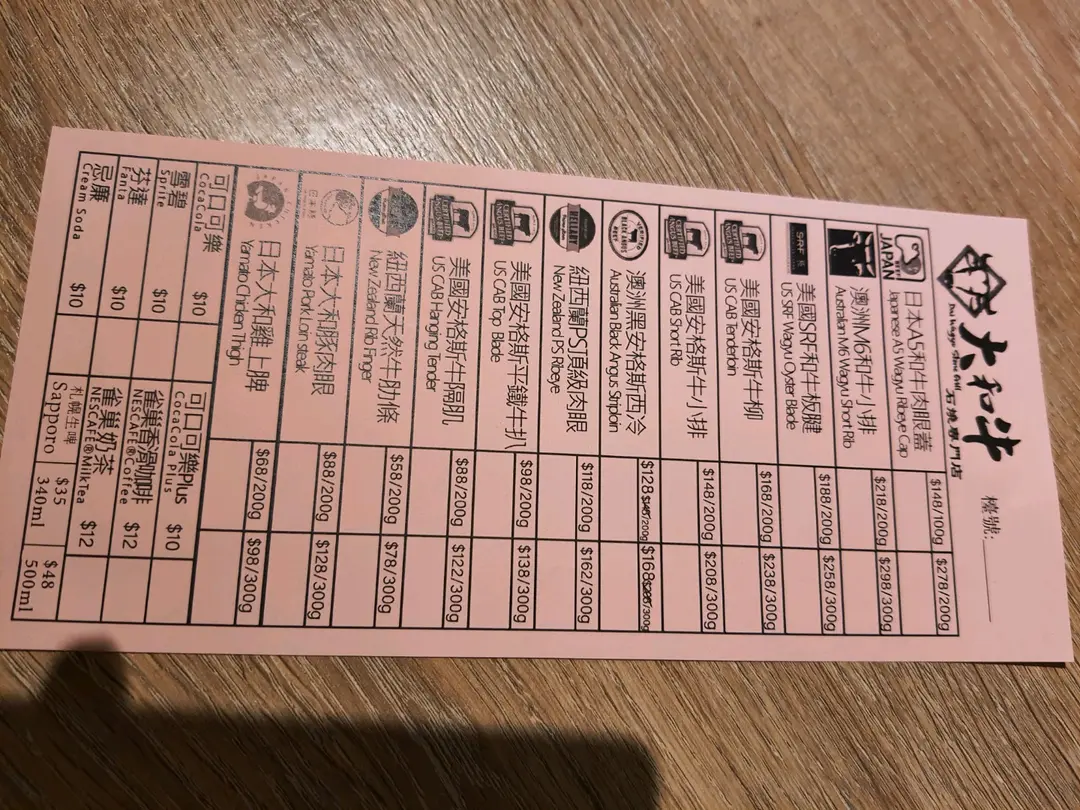 大和牛
Dai Wagyu Stone Grill 石燒專門店
檯號:
JAPAN
日本A5和牛肉眼蓋
Japanese A5 Wagyu Ribeye Cap
$148/100g
$278/200g
澳洲M6和牛小排
Australian M6 Wagyu Short Rib
$218/200g
$298/300g
SRF
美國SRF和牛板腱
US SRF Wagyu Oyster Blade
$188/200g
$258/300g
美國安格斯牛柳
US CAB Tenderloin
$168/200g
$238/300g
美國安格斯牛小排
US CAB Short Rib
$148/200g
$208/300g
澳洲黑安格斯西冷
Australian Black Angus Striploin
$128 /200g
$168 /300g
紐西蘭PS頂級肉眼
New Zealand PS Ribeye
$118/200g
$162/300g
美國安格斯平鐵牛扒
US CAB Top Blade
$98/200g
$138/300g
美國安格斯牛隔肌
US CAB Hanging Tender
$88/200g
$122/300g
紐西蘭天然牛肋條
New Zealand Rib Finger
$58/200g
$78/300g
日本大和豚肉眼
Yamato Pork Loin steak
$88/200g
$128/300g
日本大和雞上脾
Yamato Chicken Thigh
$68/200g
$98/300g
可口可樂
CocaCola
$10
可口可樂Plus
CocaCola Plus
$10
雪碧
Sprite
$10
雀巢香滑咖啡
NESCAFÉ®Coffee
$12
芬達
Fanta
$10
雀巢奶茶
NESCAFÉ®MilkTea
$12
忌廉
Cream Soda
$10
札幌生啤
Sapporo
$35
340ml
$48
500ml